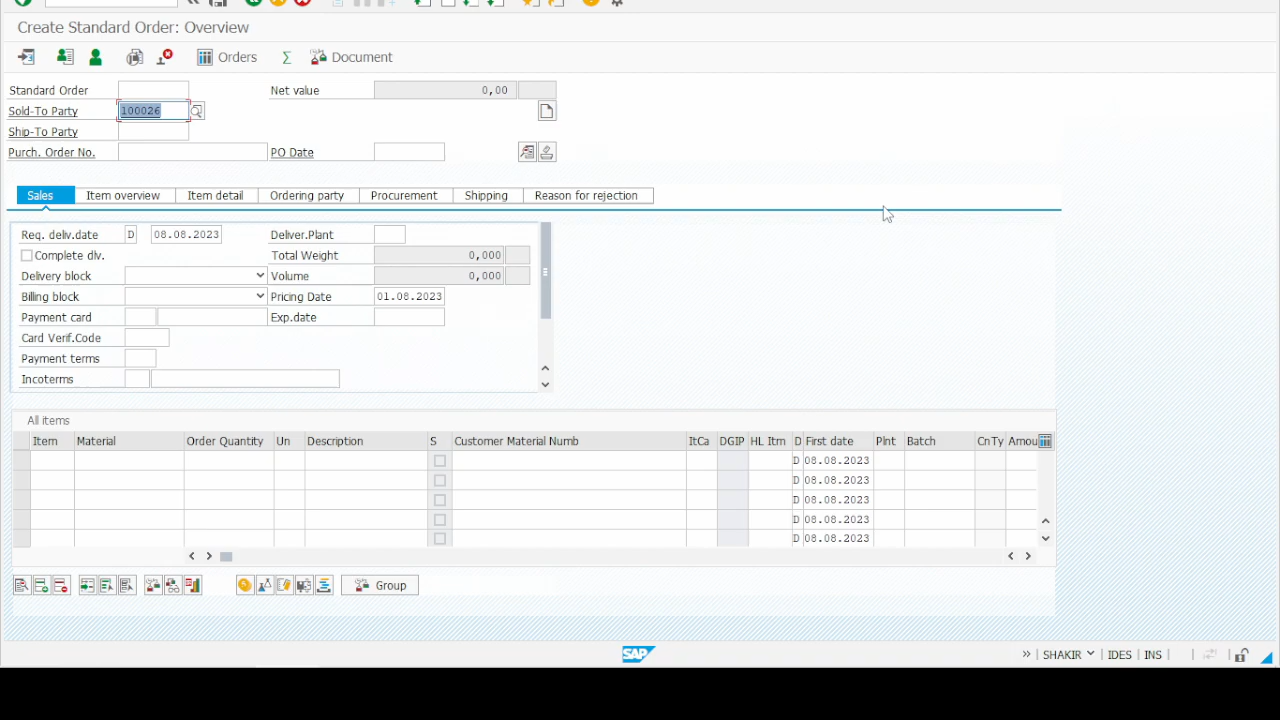 Create Standard Order: Overview
Orders Σ Document
Standard Order Net value 0,00
Sold-To Party 100026
Ship-To Party
Purch. Order No. PO Date
Sales Item overview Item detail Ordering party Procurement Shipping Reason for rejection
Req. deliv.date D 08.08.2023 Deliver.Plant
Complete dlv. Total Weight 0,000
Delivery block Volume 0,000
Billing block Pricing Date 01.08.2023
Payment card Exp.date
Card Verif.Code
Payment terms
Incoterms
All items
Item Material Order Quantity Un Description S Customer Material Numb ItCa DGIP HL Itm D First date Plnt Batch CnTy Amou
D 08.08.2023
D 08.08.2023
D 08.08.2023
D 08.08.2023
D 08.08.2023
Group
SAP SHAKIR IDES INS